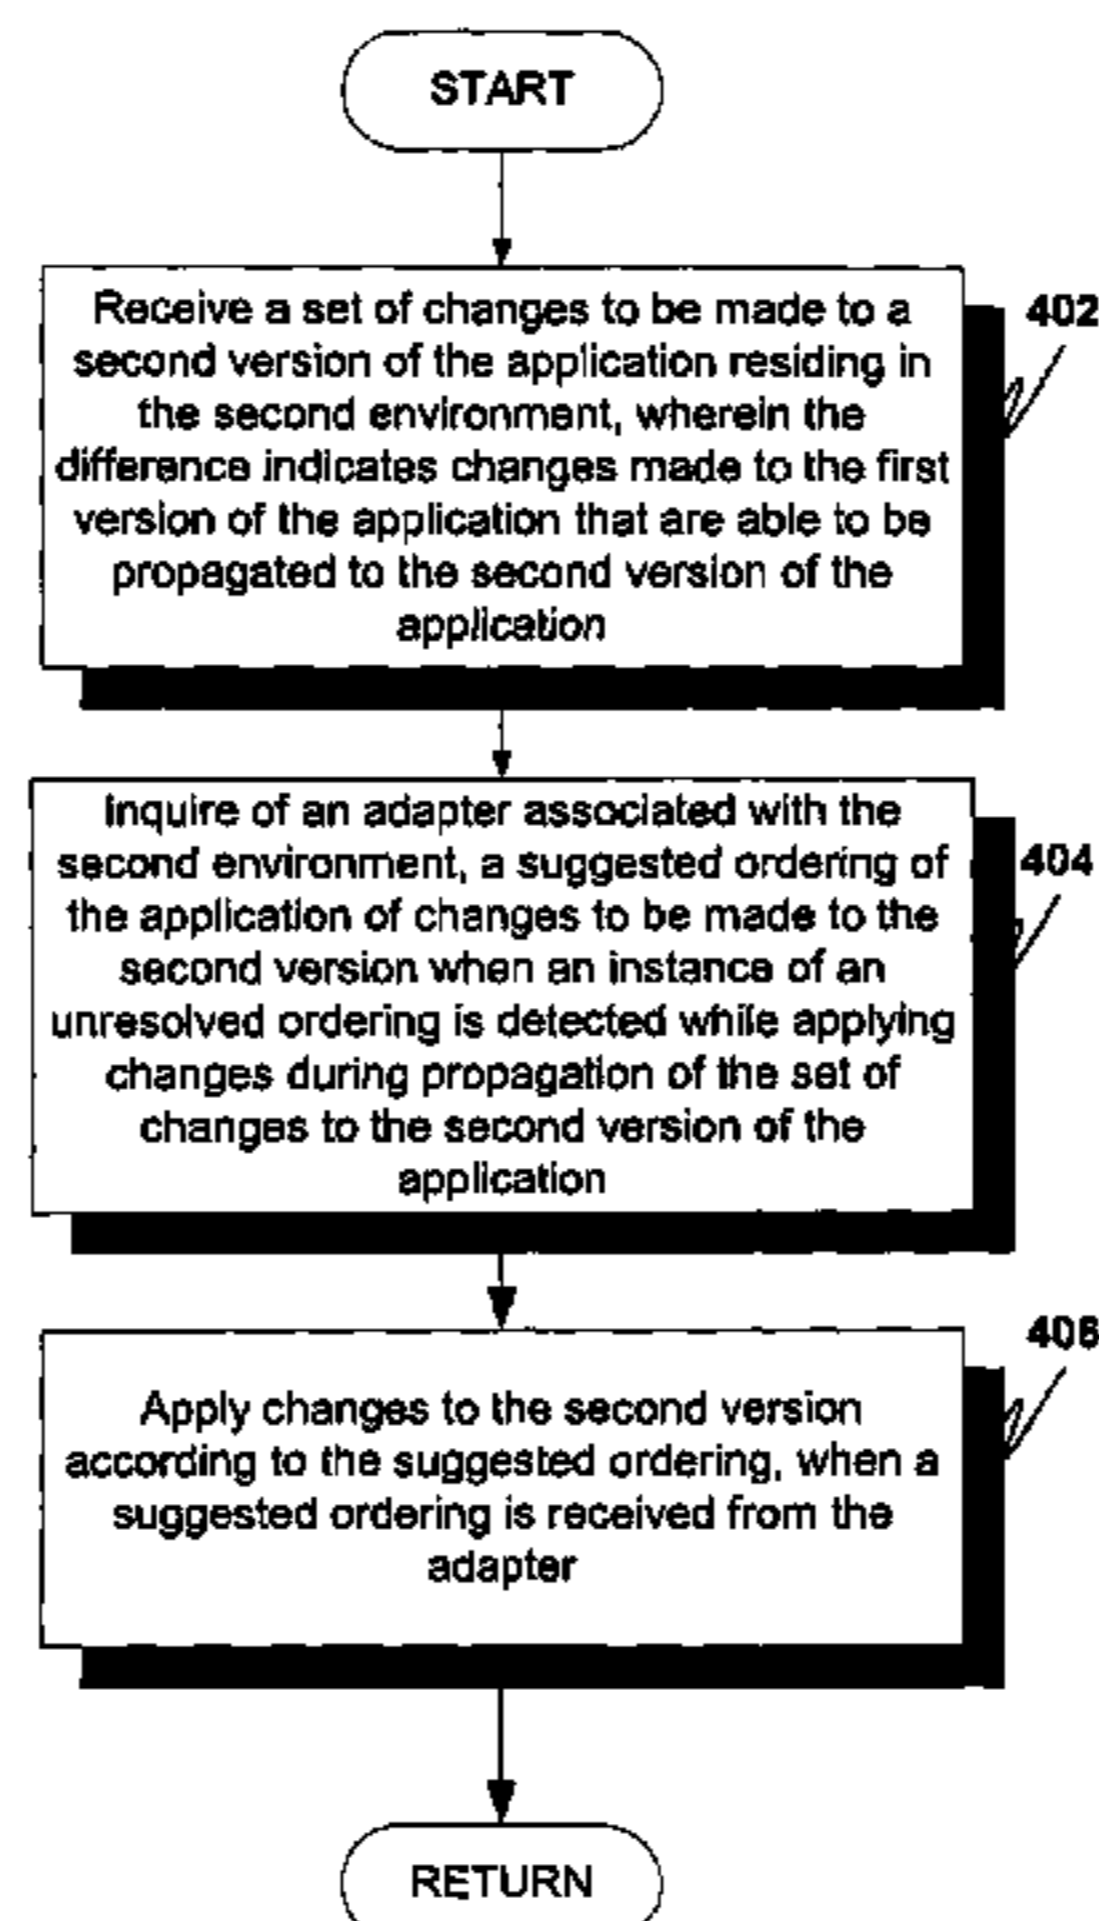 START
Receive a set of changes to be made to a
second version of the application residing in
the second environment, wherein the
difference indicates changes made to the first
version of the application that are able to be
propagated to the second version of the
application
402
Inquire of an adapter associated with the
second environment, a suggested ordering of
the application of changes to be made to the
second version when an instance of an
unresolved ordering is detected while applying
changes during propagation of the set of
changes to the second version of the
application
404
Apply changes to the second version
according to the suggested ordering, when a
suggested ordering is received from the
adapter
406
RETURN